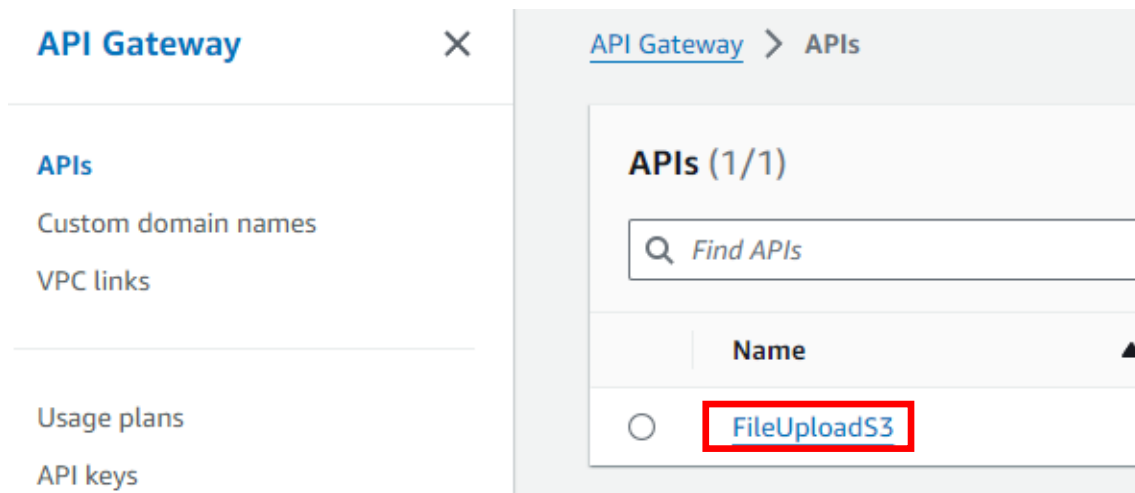 API Gateway
APIs
Custom domain names
VPC links
Usage plans
API keys
API Gateway > APIs
APIs (1/1)
Find APIs
Name
FileUploadS3